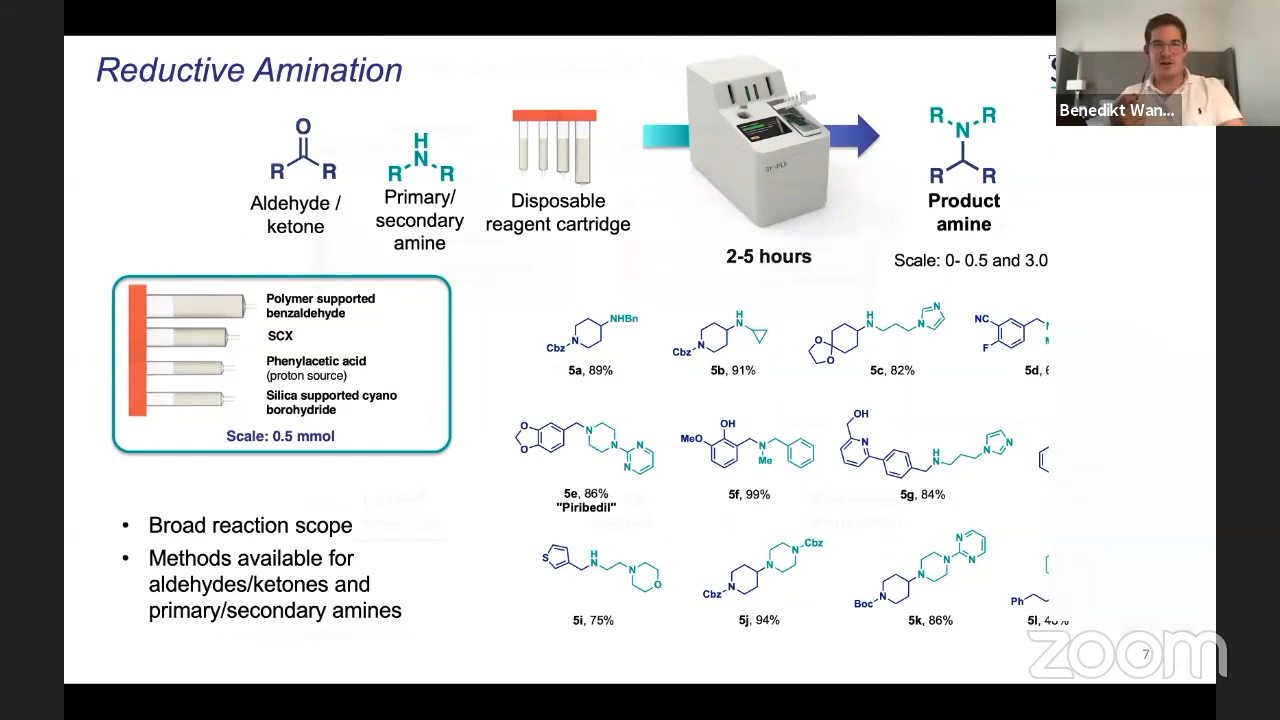 Reductive Amination
Benedikt Wan...
O
R R
Aldehyde /
ketone
H
N
R R
Primary/
secondary
amine
Disposable
reagent cartridge
2-5 hours
R R
N
R R
Product
amine
Scale: 0- 0.5 and 3.0
Polymer supported
benzaldehyde
SCX
Phenylacetic acid
(proton source)
Silica supported cyano
borohydride
Scale: 0.5 mmol
• Broad reaction scope
• Methods available for
aldehydes/ketones and
primary/secondary amines
NHBn
N
Cbz
5a, 89%
H
N
N
Cbz
5b, 91%
H
N
N
N
O
O
5c, 82%
NC
F
5d,
O
O
N
N
N
N
5e, 86%
"Piribedil"
OH
MeO
N
Me
5f, 99%
OH
N
H
N
N
N
5g, 84%
S
H
N
N
O
5i, 75%
Cbz
N
N
N
Cbz
5j, 94%
N
N
N
N
N
Boc
5k, 86%
Ph
5l,
zoom
7